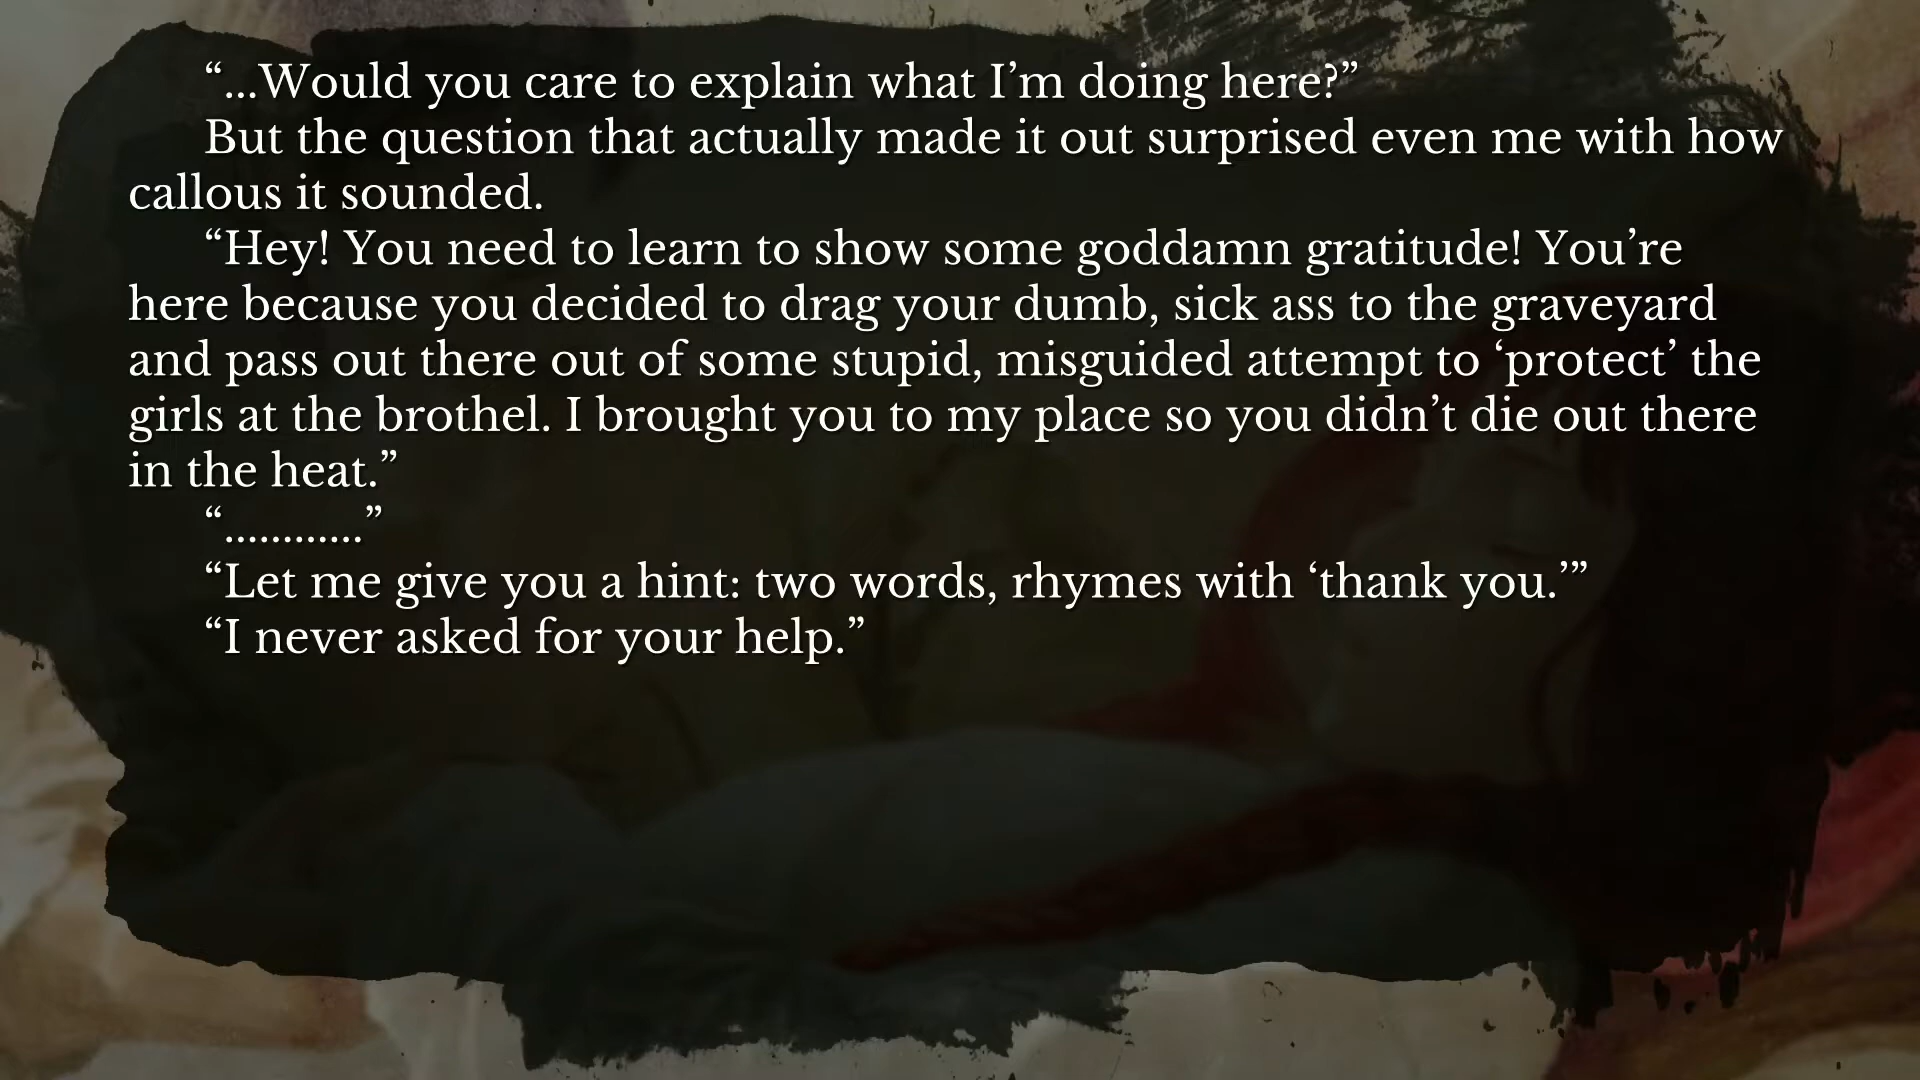 “...Would you care to explain what I’m doing here?”
But the question that actually made it out surprised even me with how
callous it sounded.
“Hey! You need to learn to show some goddamn gratitude! You’re
here because you decided to drag your dumb, sick ass to the graveyard
and pass out there out of some stupid, misguided attempt to ‘protect’ the
girls at the brothel. I brought you to my place so you didn’t die out there
in the heat.”
“............”
“Let me give you a hint: two words, rhymes with ‘thank you.’”
“I never asked for your help.”